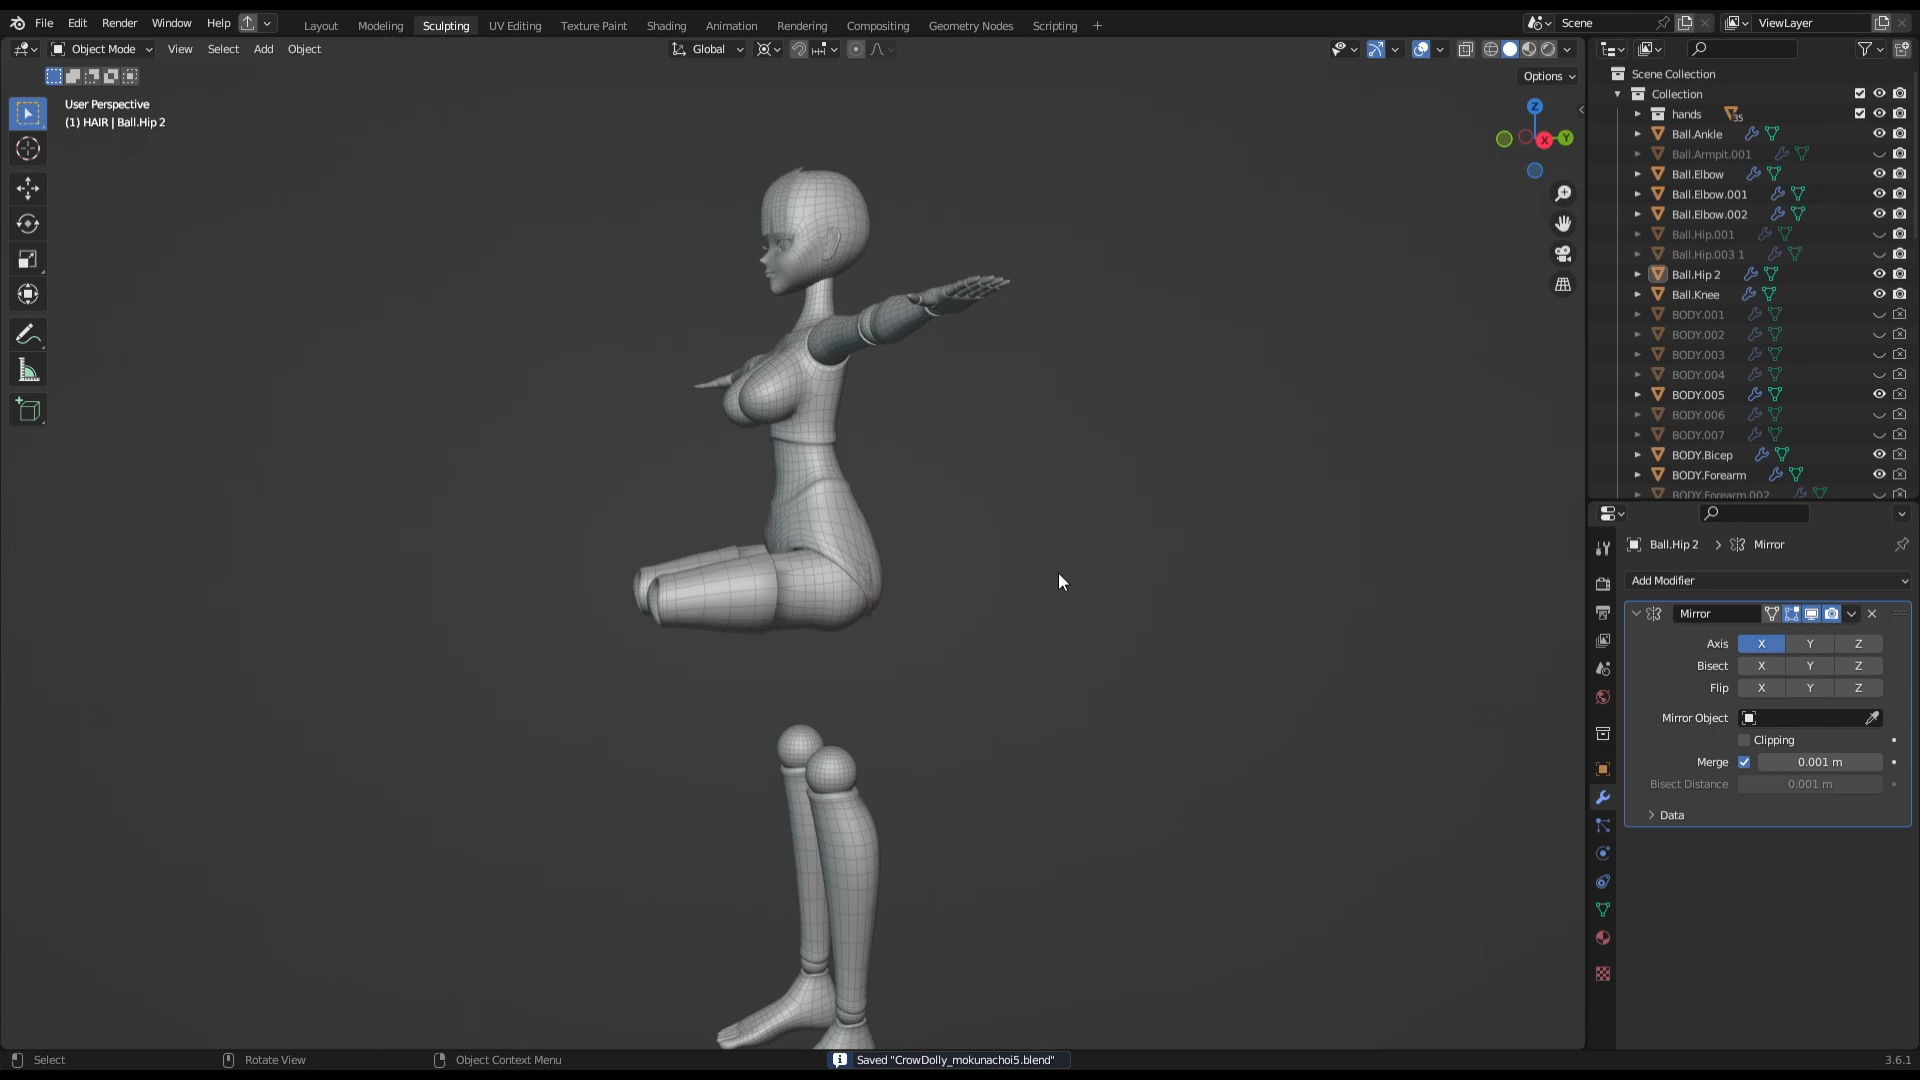 File Edit Render Window Help
Layout Modeling Sculpting UV Editing Texture Paint Shading Animation Rendering Compositing Geometry Nodes Scripting +
Scene
ViewLayer
Object Mode View Select Add Object
Global
Options
User Perspective
(1) HAIR | Ball.Hip 2
Z
X
Y
Scene Collection
Collection
hands 35
Ball.Ankle
Ball.Armpit.001
Ball.Elbow
Ball.Elbow.001
Ball.Elbow.002
Ball.Hip.001
Ball.Hip.003 1
Ball.Hip 2
Ball.Knee
BODY.001
BODY.002
BODY.003
BODY.004
BODY.005
BODY.006
BODY.007
BODY.Bicep
BODY.Forearm
BODY.Forearm.002
Ball.Hip 2 > Mirror
Add Modifier
Mirror
Axis X Y Z
Bisect X Y Z
Flip X Y Z
Mirror Object
Clipping
Merge 0.001 m
Bisect Distance 0.001 m
Data
Select
Rotate View
Object Context Menu
Saved "CrowDolly_mokunachoi5.blend"
3.6.1